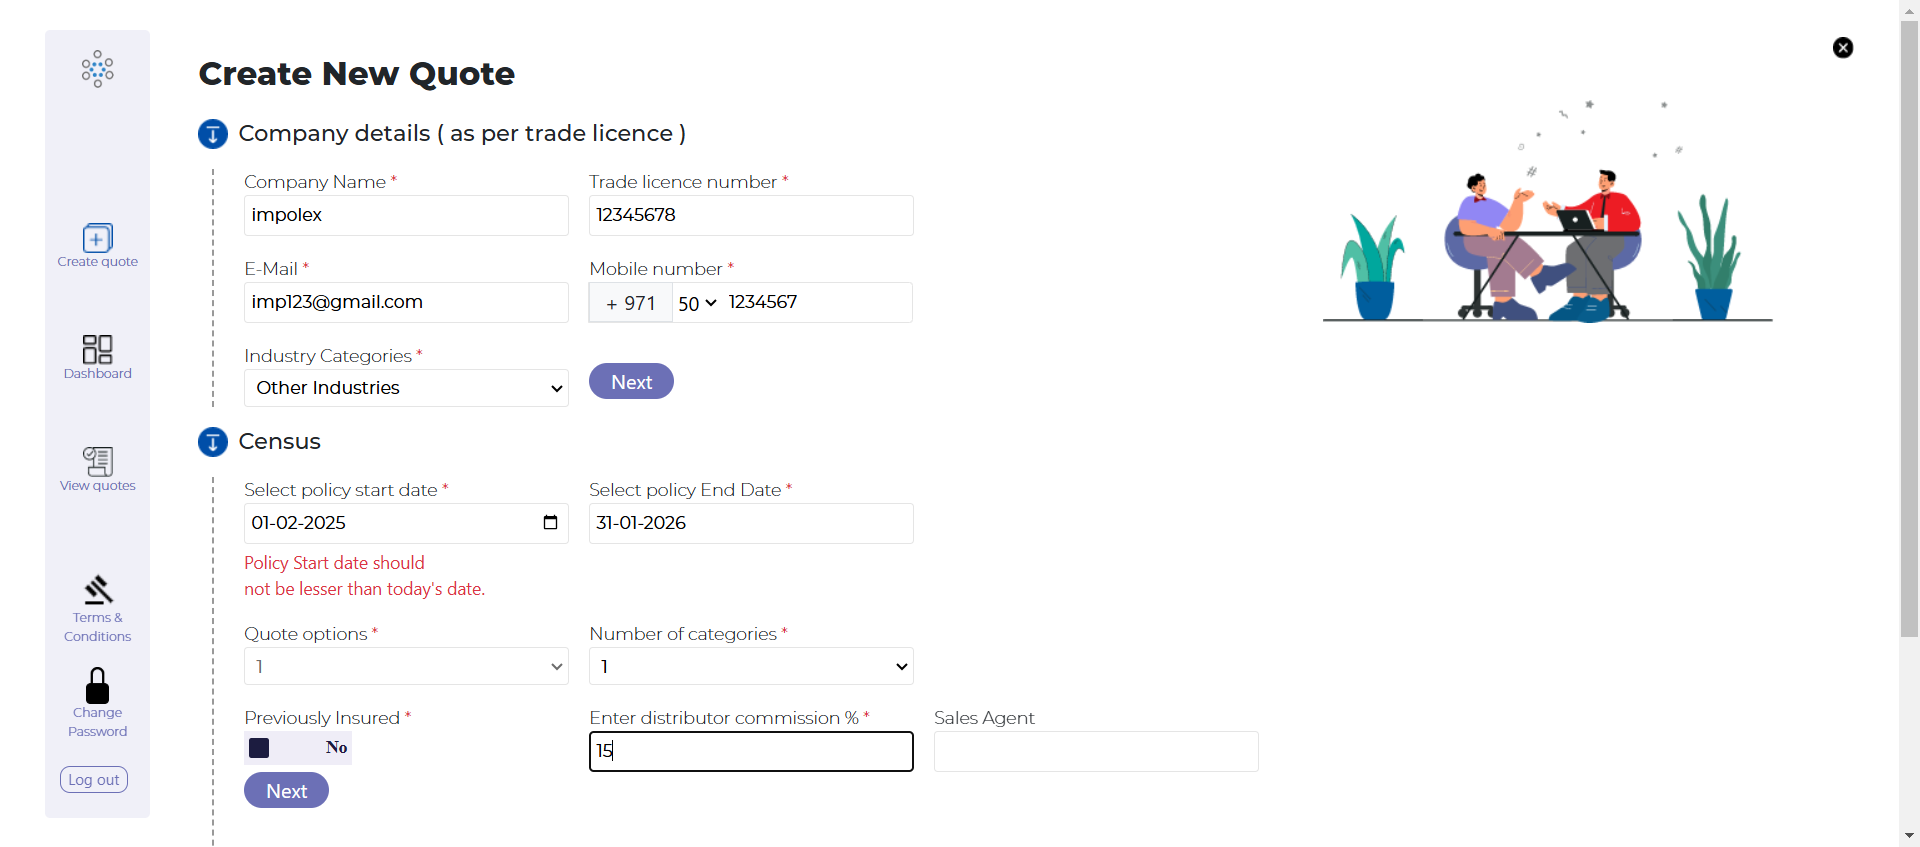 Create New Quote
Company details ( as per trade licence )
Company Name *
Trade licence number *
impolex
12345678
E-Mail *
Mobile number *
imp123@gmail.com
+ 971 50 1234567
Industry Categories *
Other Industries
Next
Census
Select policy start date *
Select policy End Date *
01-02-2025
31-01-2026
Policy Start date should
not be lesser than today's date.
Quote options *
Number of categories *
1
1
Previously Insured *
Enter distributor commission % *
Sales Agent
No
15
Next
Create quote
Dashboard
View quotes
Terms &
Conditions
Change
Password
Log out